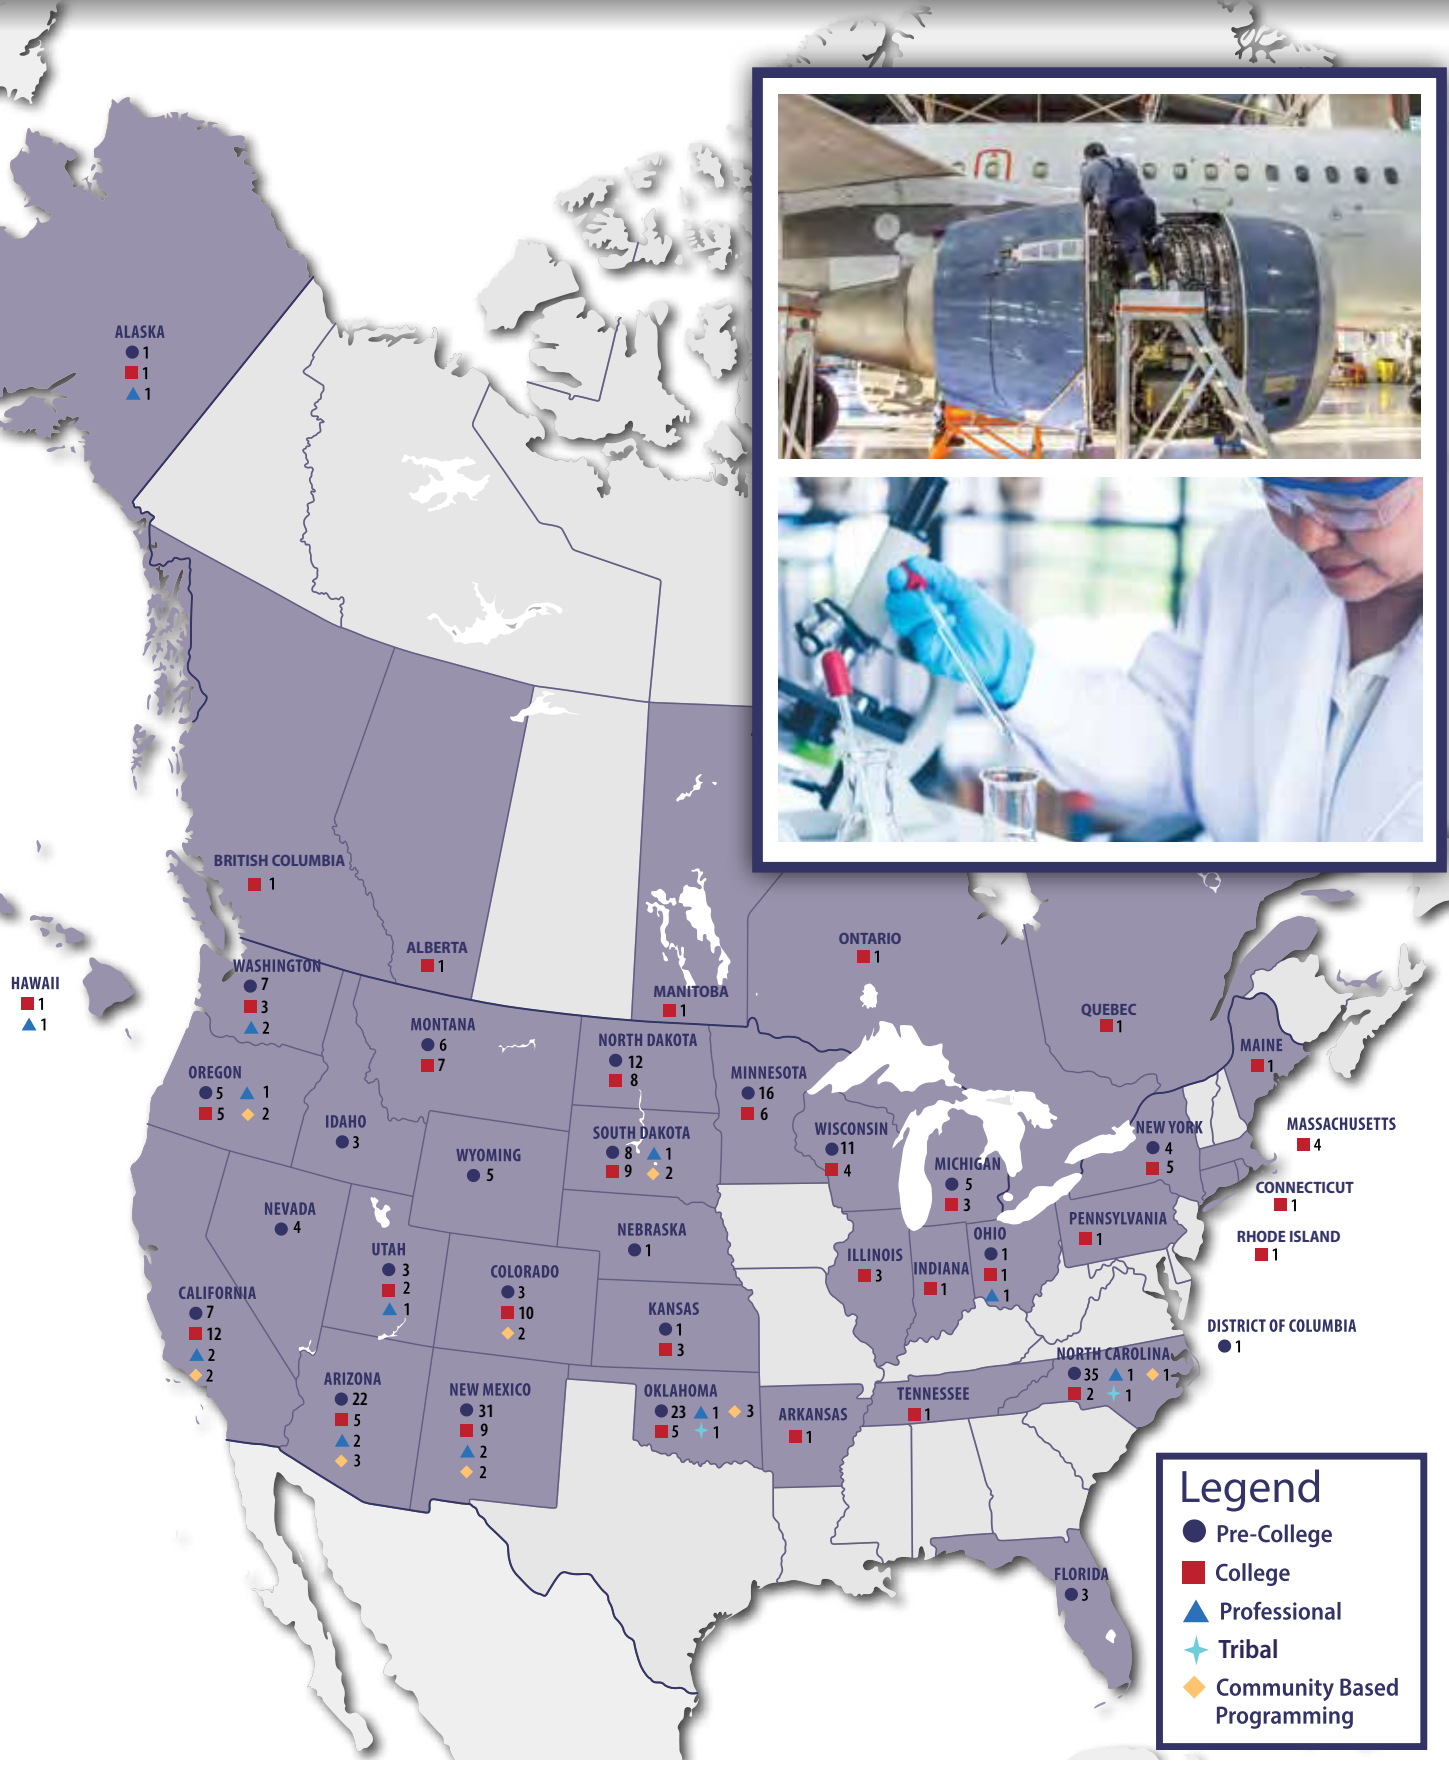 ALASKA
1
1
1
BRITISH COLUMBIA
1
ALBERTA
1
MANITOBA
1
ONTARIO
1
QUEBEC
1
HAWAII
1
1
WASHINGTON
7
3
2
MONTANA
6
7
NORTH DAKOTA
12
8
MINNESOTA
16
6
MAINE
1
OREGON
5 1
5 2
IDAHO
3
WYOMING
5
SOUTH DAKOTA
8 1
9 2
WISCONSIN
11
4
MICHIGAN
5
3
NEW YORK
4
5
MASSACHUSETTS
4
CONNECTICUT
1
RHODE ISLAND
1
NEVADA
4
UTAH
3
2
1
COLORADO
3
10
2
NEBRASKA
1
KANSAS
1
3
ILLINOIS
3
INDIANA
1
OHIO
1
1
1
PENNSYLVANIA
1
DISTRICT OF COLUMBIA
1
CALIFORNIA
7
12
2
2
ARIZONA
22
5
2
3
NEW MEXICO
31
9
2
2
OKLAHOMA
23 1 3
5 1
ARKANSAS
1
TENNESSEE
1
NORTH CAROLINA
35 1 1
2 1
FLORIDA
3
Legend
Pre-College
College
Professional
Tribal
Community Based
Programming